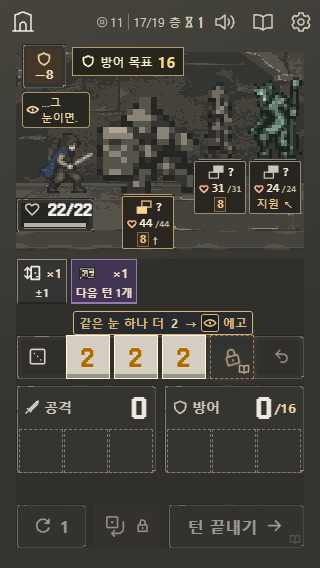 11 17/19 층 1
−8
방어 목표 16
...그
눈이면.
22/22
?
44/44
8 ↑
?
31/31
8
?
24/24
지원 ↖
×1
±1
×1
다음 턴 1개
같은 눈 하나 더 2 → 에고
2 2 2
공격 0
방어 0/16
1
턴 끝내기 →